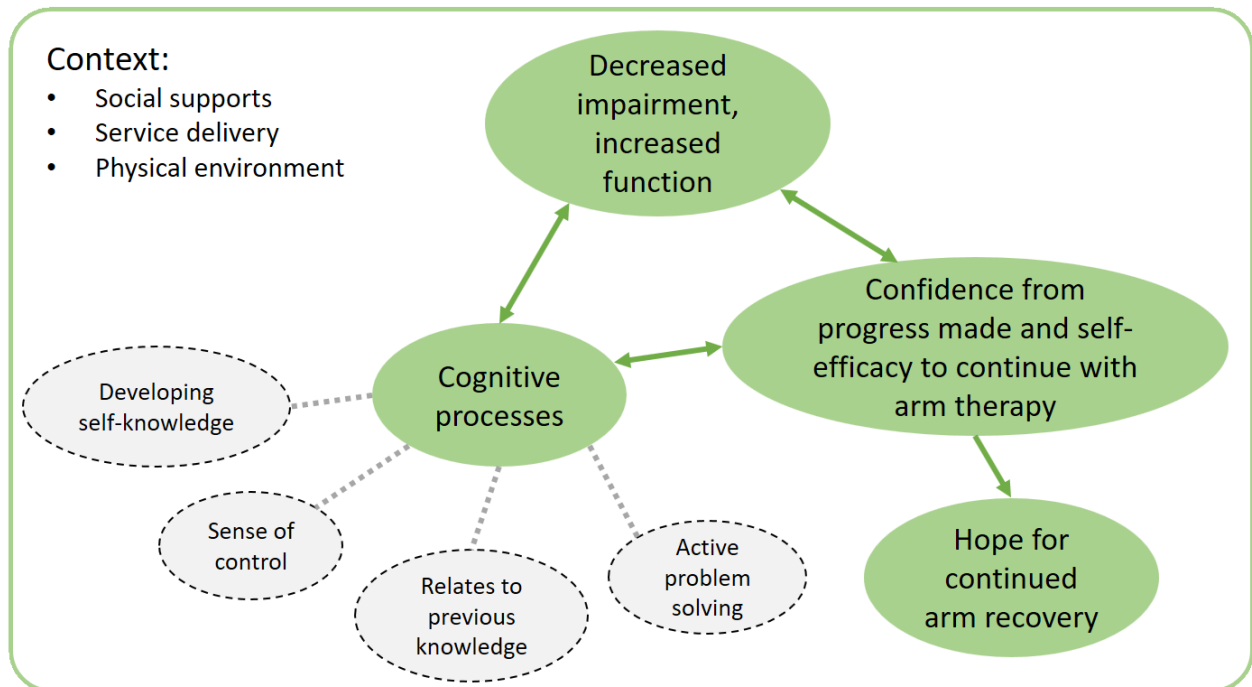 Context:
• Social supports
• Service delivery
• Physical environment
Decreased
impairment,
increased
function
Confidence from
progress made and self-
efficacy to continue with
arm therapy
Cognitive
processes
Developing
self-knowledge
Sense of
control
Relates to
previous
knowledge
Active
problem
solving
Hope for
continued
arm recovery